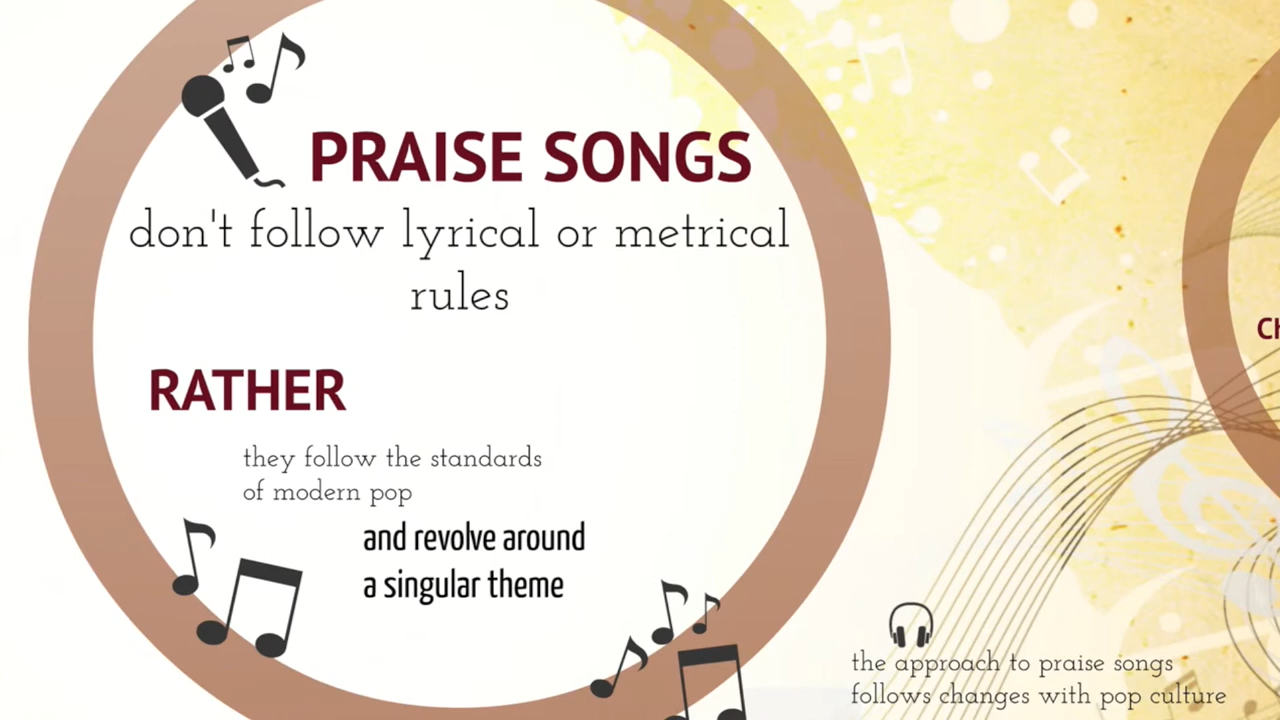 PRAISE SONGS
don't follow lyrical or metrical
rules
RATHER
they follow the standards
of modern pop
and revolve around
a singular theme
the approach to praise songs
follows changes with pop culture